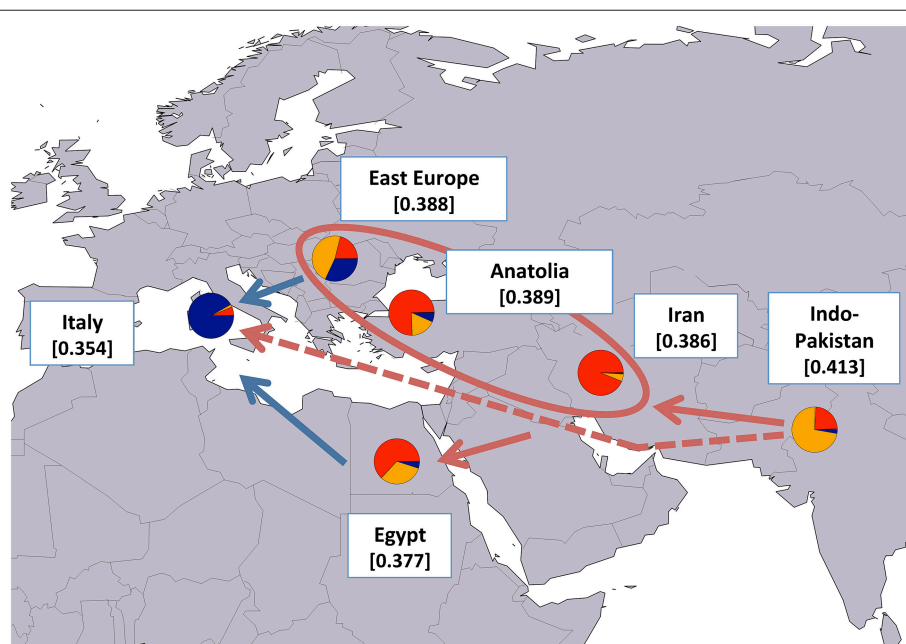 East Europe
[0.388]
Anatolia
[0.389]
Italy
[0.354]
Iran
[0.386]
Indo-
Pakistan
[0.413]
Egypt
[0.377]